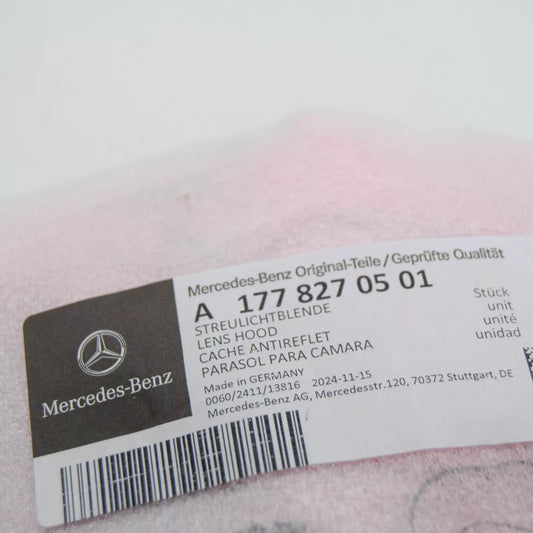 Mercedes-Benz Original-Teile/Geprüfte Qualität
A 177 827 05 01
STREULICHTBLENDE
LENS HOOD
CACHE ANTIREFLET
PARASOL PARA CAMARA
Stück
unit
unité
unidad
Made in GERMANY
0060/2411/13816 2024-11-15
Mercedes-Benz AG, Mercedesstr.120, 70372 Stuttgart, DE
Mercedes-Benz